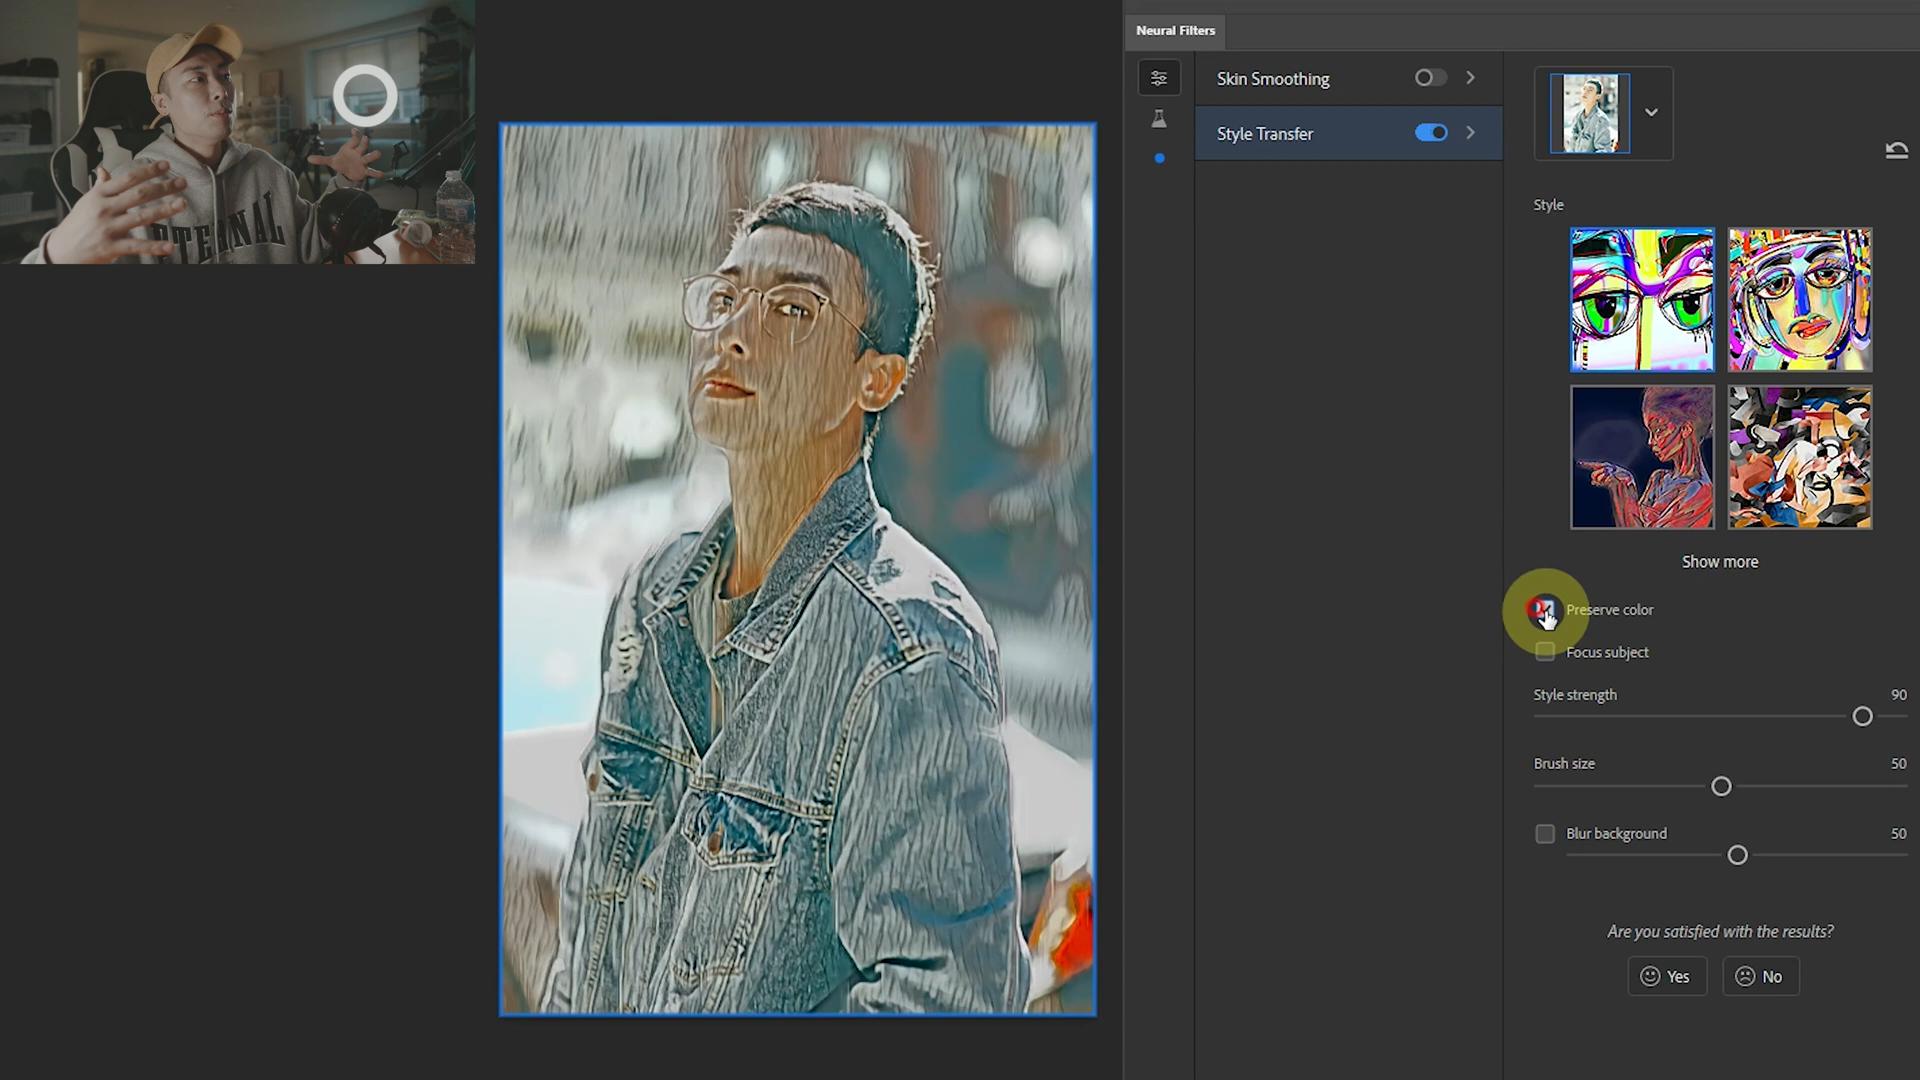 Neural Filters
Skin Smoothing
Style Transfer
Style
Show more
Preserve color
Focus subject
Style strength 90
Brush size 50
Blur background 50
Are you satisfied with the results?
Yes No